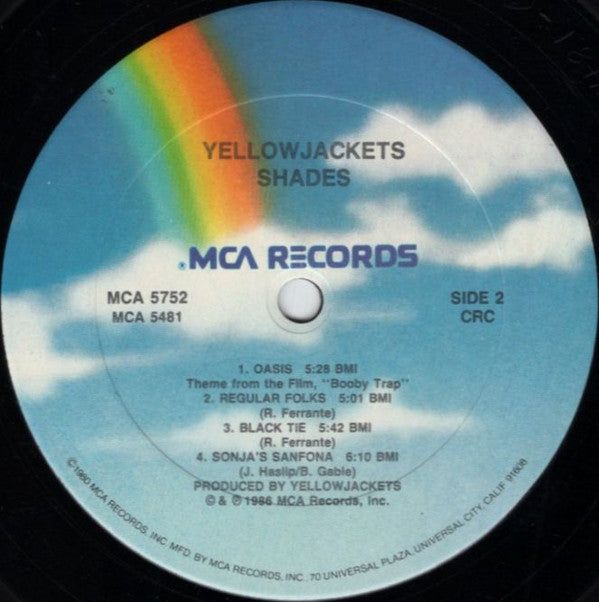 YELLOWJACKETS
SHADES
®MCA RECORDS
MCA 5752
MCA 5481
SIDE 2
CRC
1. OASIS 5:28 BMI
Theme from the Film, "Booby Trap"
2. REGULAR FOLKS 5:01 BMI
(R. Ferrante)
3. BLACK TIE 5:42 BMI
(R. Ferrante)
4. SONJA'S SANFONA 6:10 BMI
(J. Haslip/B. Gable)
PRODUCED BY YELLOWJACKETS
© & ℗ 1986 MCA Records, Inc.
©1980 MCA RECORDS, INC. MFD. BY MCA RECORDS, INC., 70 UNIVERSAL PLAZA, UNIVERSAL CITY, CALIF. 91608